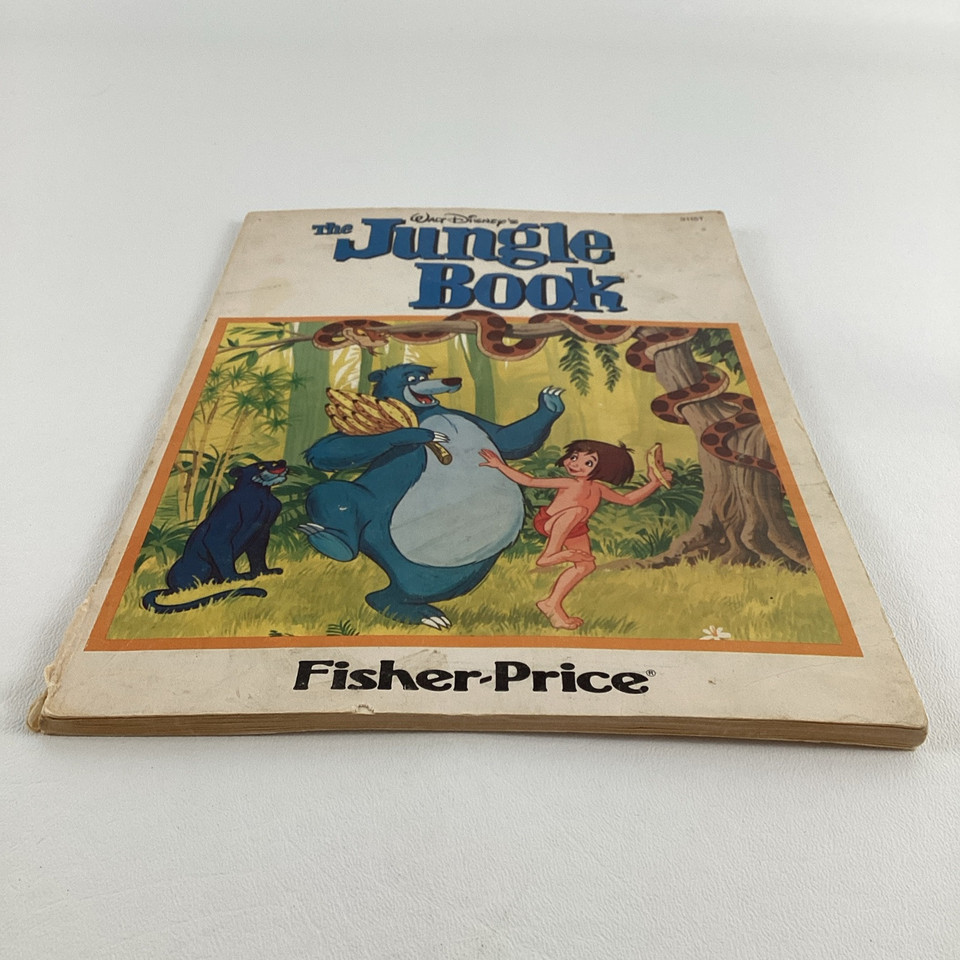 Walt Disney's
The Jungle
Book
Fisher-Price®